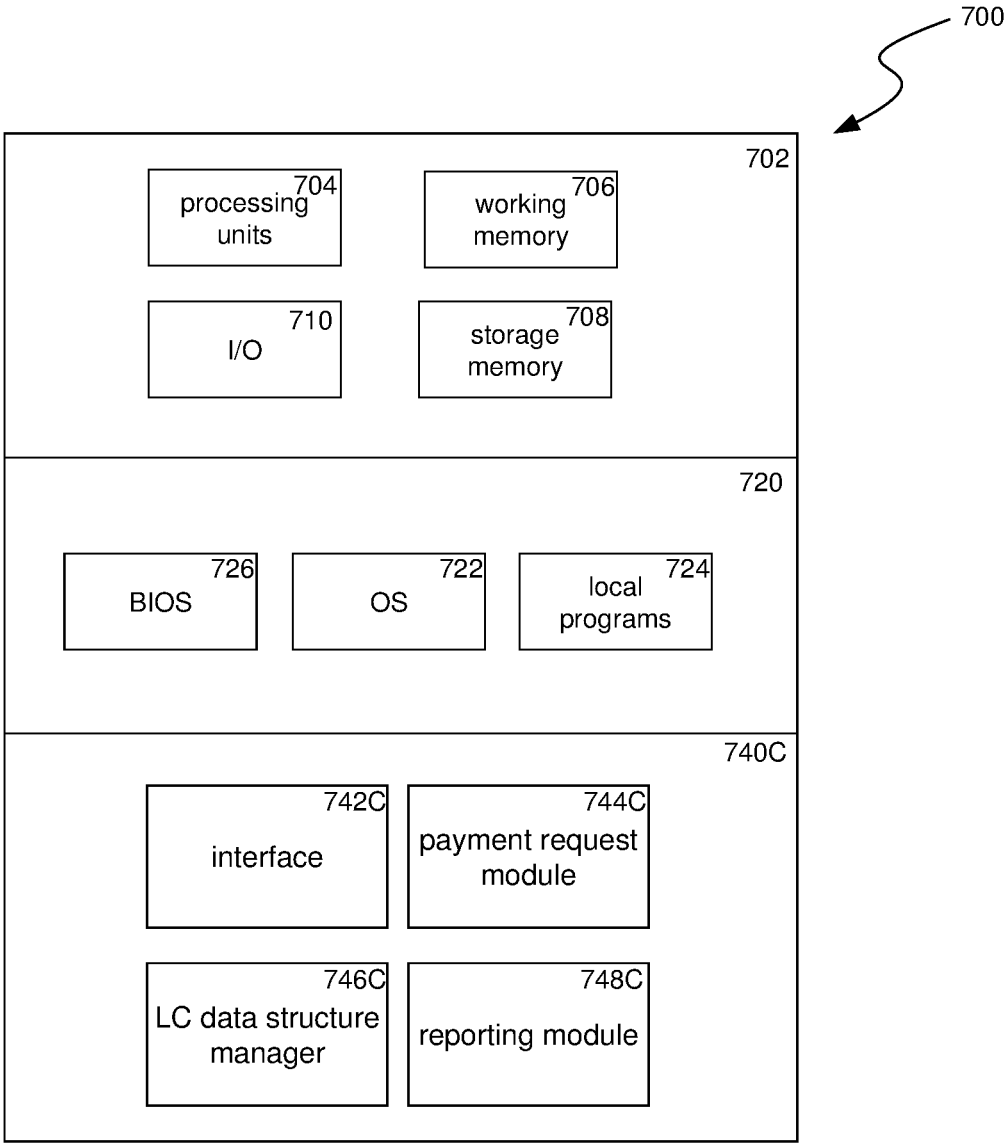 700
702
704
processing
units
706
working
memory
710
I/O
708
storage
memory
720
726
BIOS
722
OS
724
local
programs
740C
742C
interface
744C
payment request
module
746C
LC data structure
manager
748C
reporting module